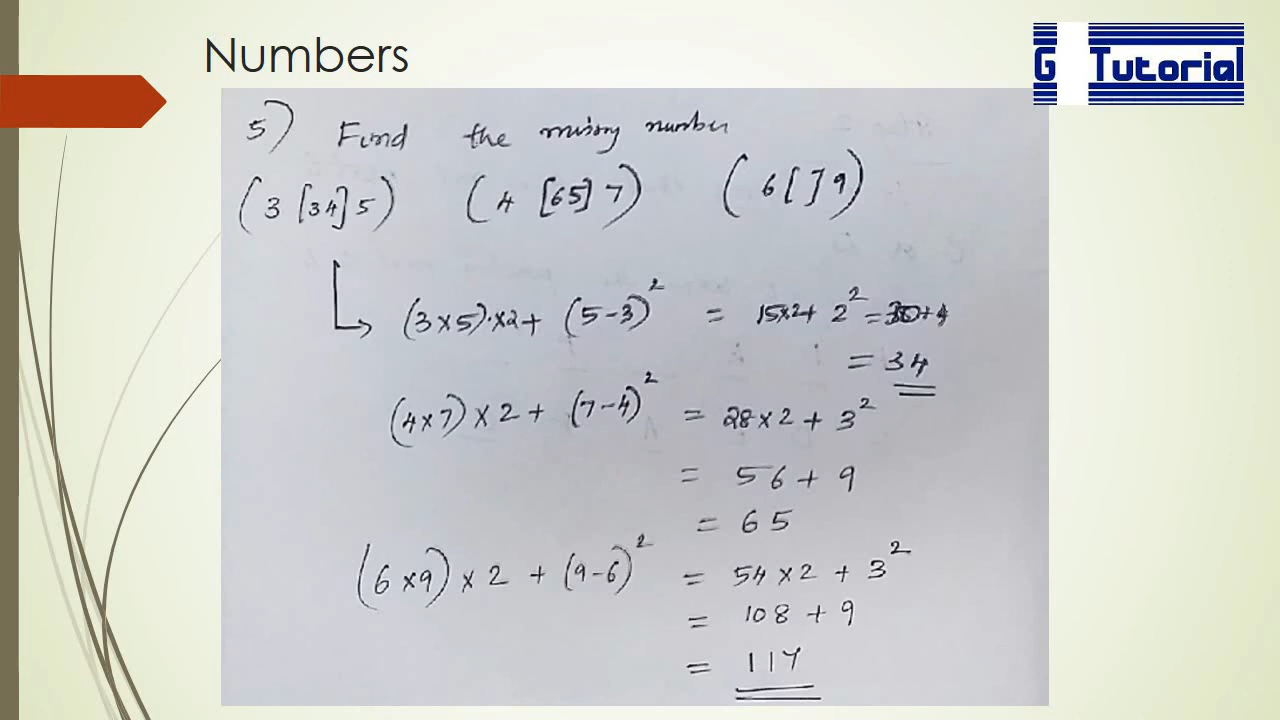 Numbers
G Tutorial
5) Find the missing number
(3 [34] 5) (4 [65] 7) (6 [ ] 9)
(3×5)·×2+ (5-3)² = 15×2+ 2² = 30+4
= 34
(4×7)×2+ (7-4)² = 28×2+3²
= 56+9
= 65
(6×9)×2+(9-6)² = 54×2+3²
= 108+9
= 117